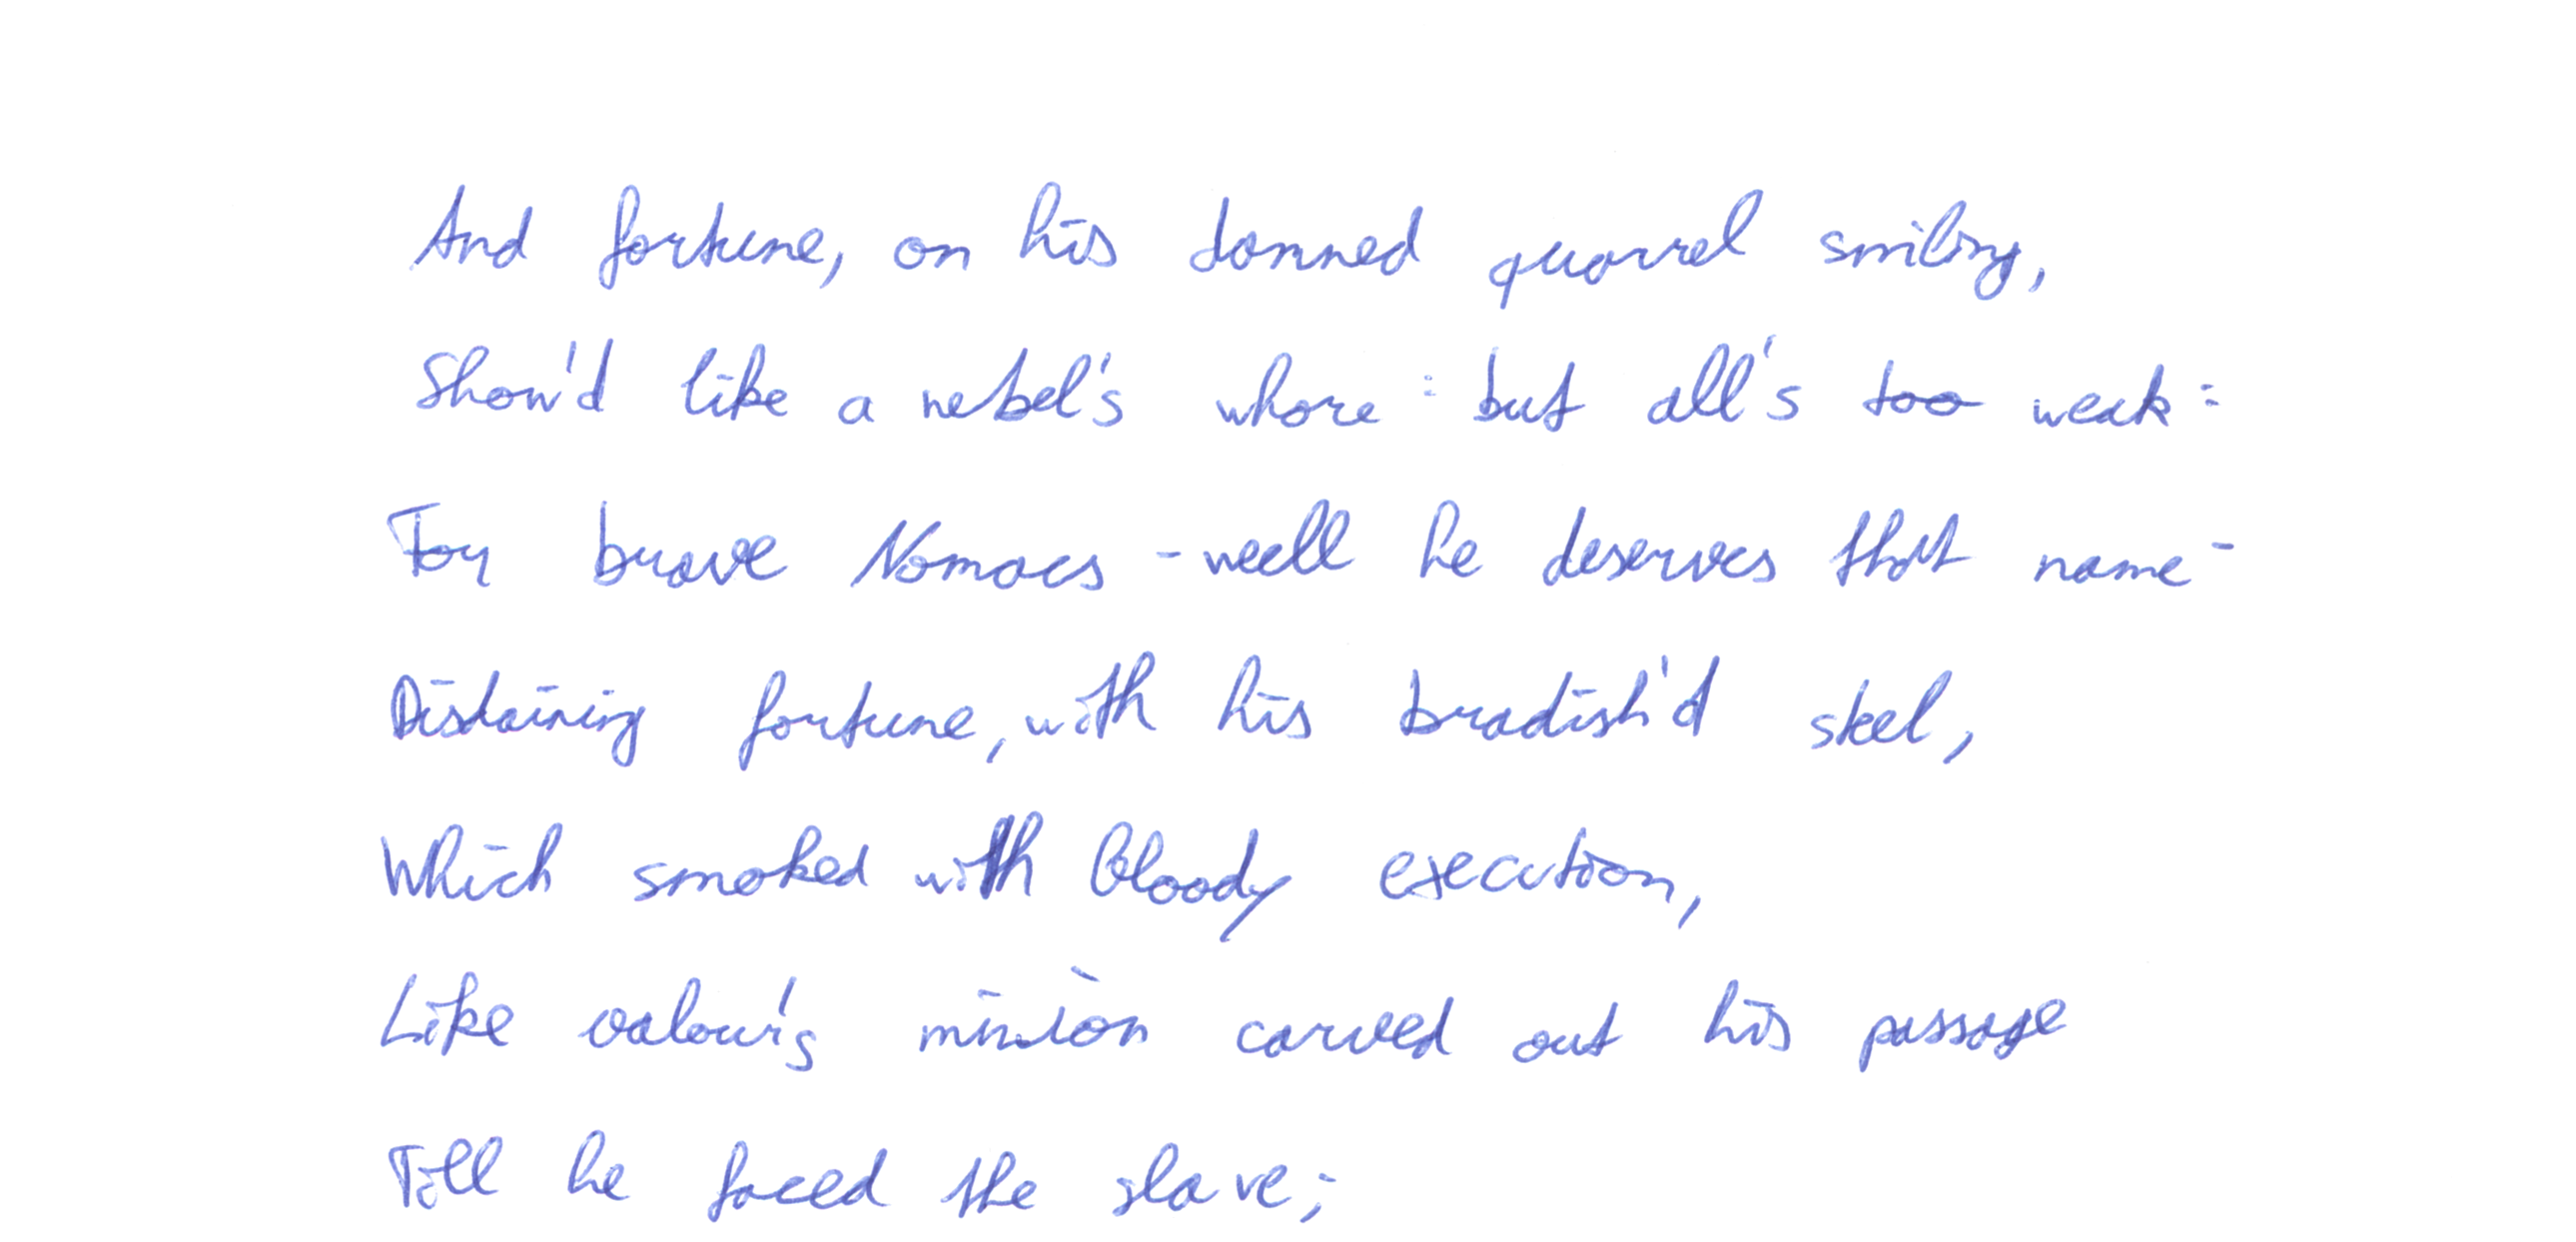 And fortune, on his damned quarrel smiling,
Show'd like a rebel's whore : but all's too weak :
For brave Nomacs - well he deserves that name -
Disdaining fortune, with his bradish'd steel,
Which smoked with bloody execution,
Like valour's minion carved out his passage
Till he faced the slave ;